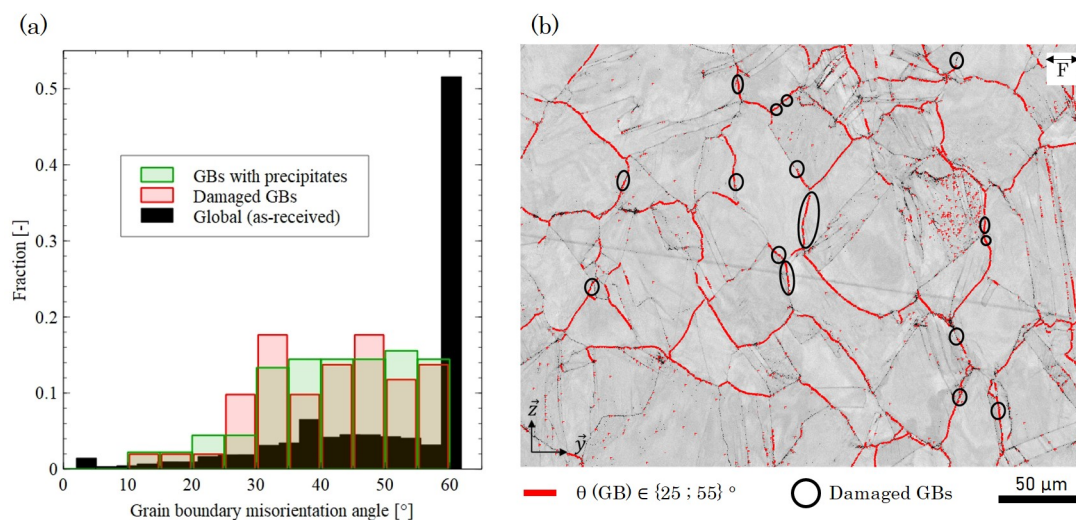 (a)
(b)
0.5
0.4
0.3
0.2
0.1
0
Fraction [-]
GBs with precipitates
Damaged GBs
Global (as-received)
0 10 20 30 40 50 60
Grain boundary misorientation angle [°]
F
z
y
θ (GB) ∈ {25 ; 55} °
Damaged GBs
50 μm